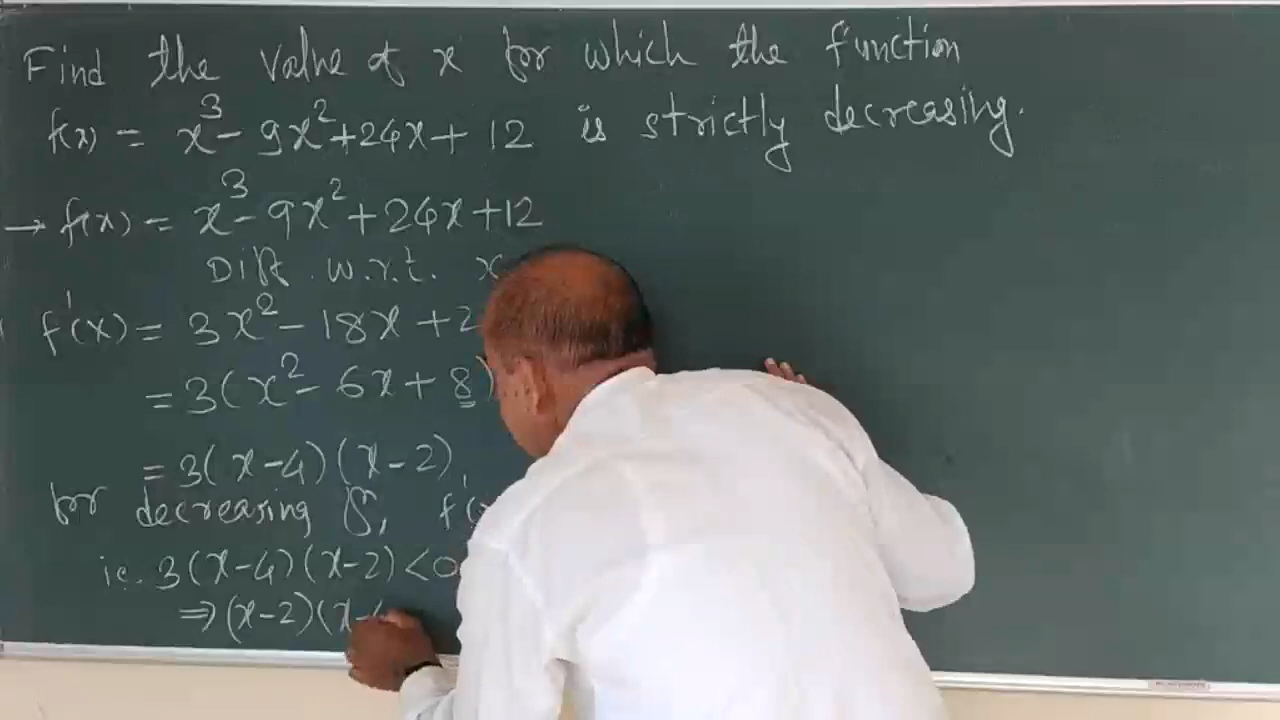 Find the value of x for which the function
f(x) = x³ - 9x² + 24x + 12 is strictly decreasing.
→ f(x) = x³ - 9x² + 24x + 12
Diff. w.r.t. x
f'(x) = 3x² - 18x + 2
= 3(x² - 6x + 8)
= 3(x-4)(x-2),
for decreasing f'(x
i.e. 3(x-4)(x-2) < 0
⇒ (x-2)(x-